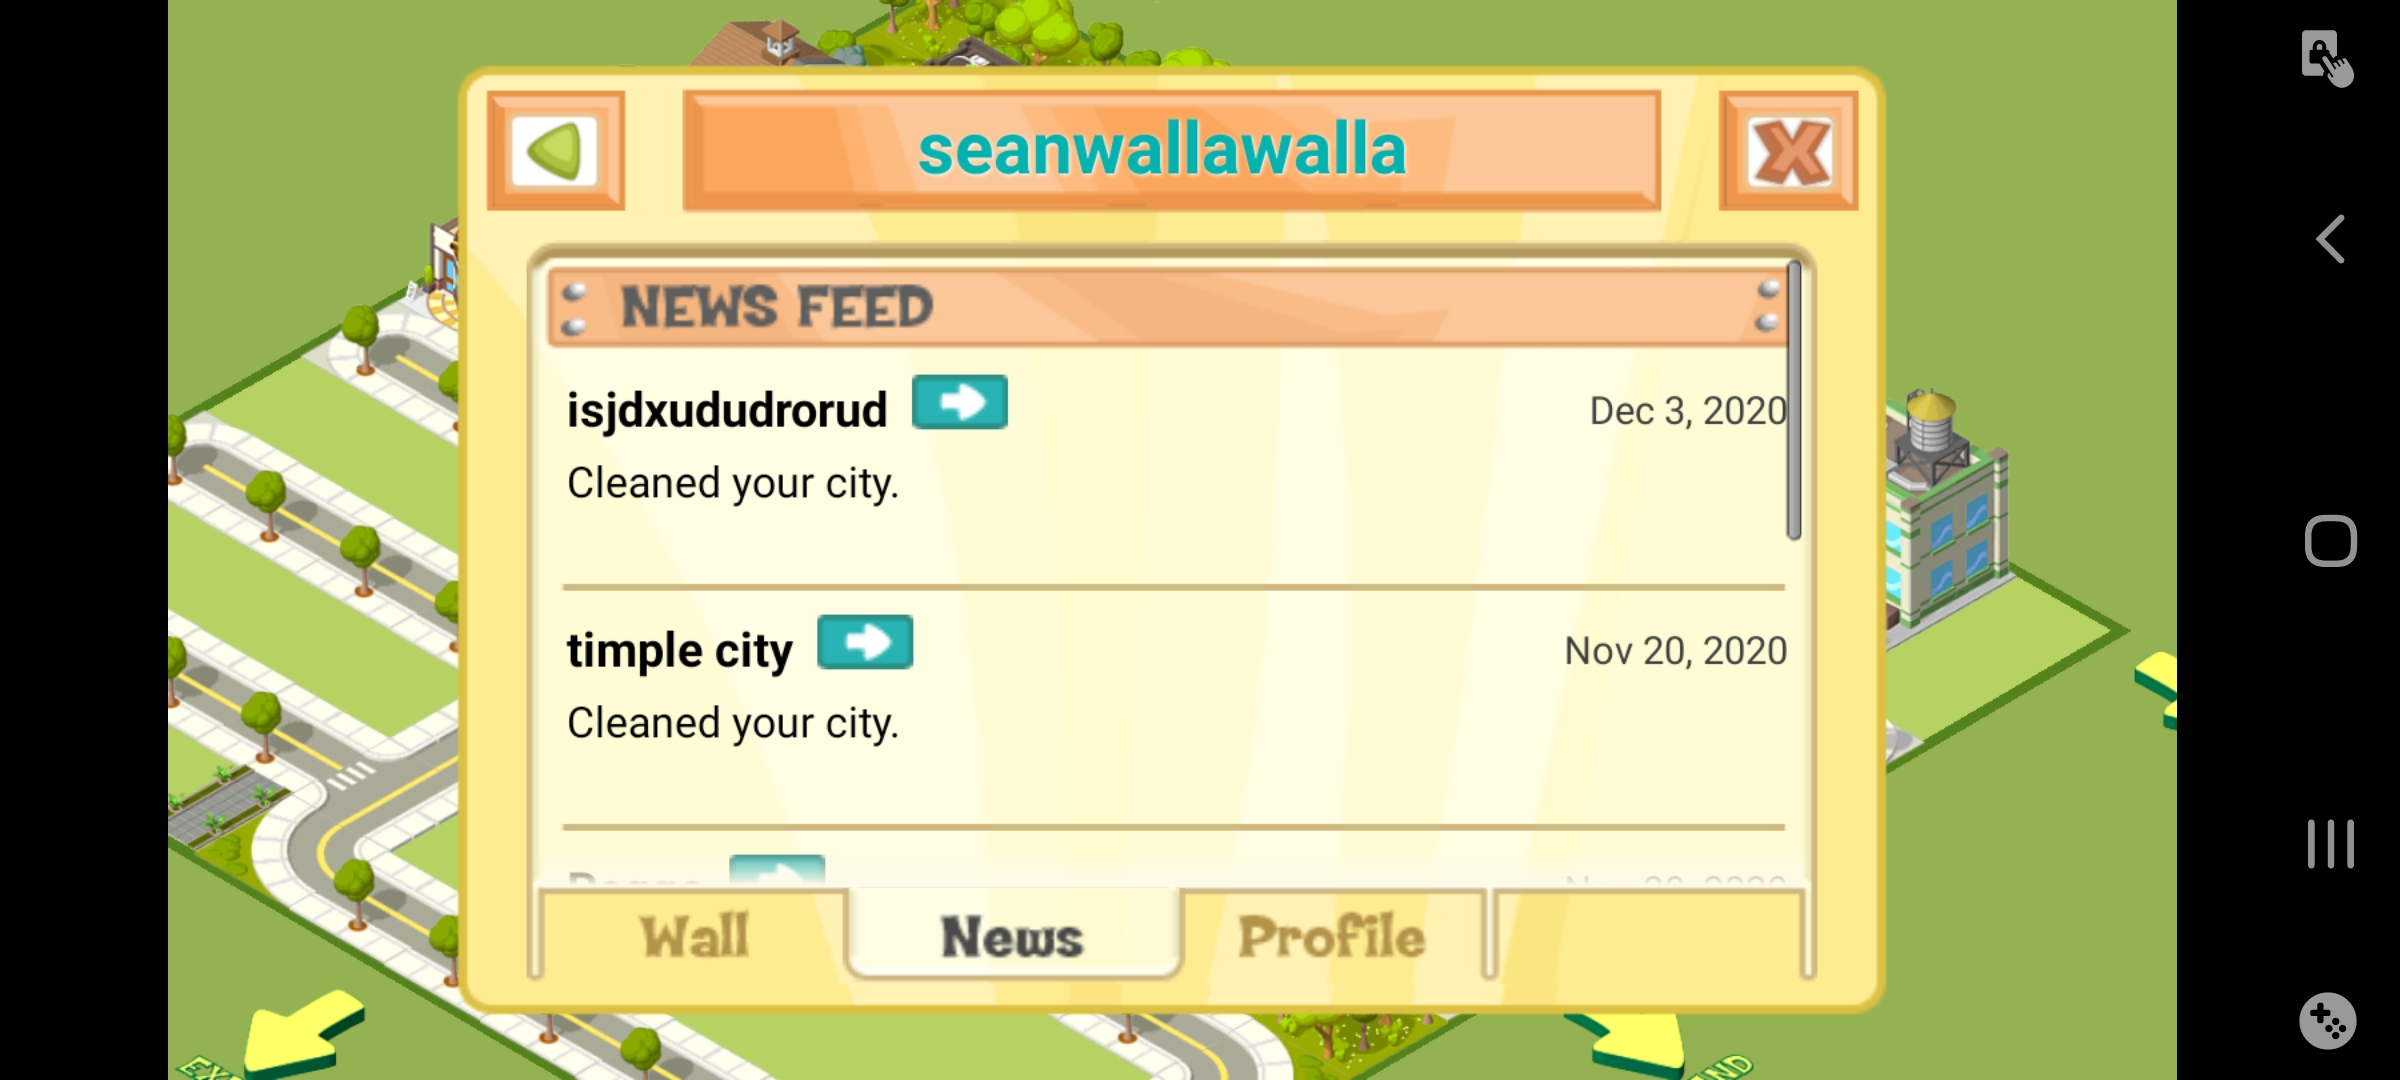 seanwallawalla
NEWS FEED
isjdxududrorud
Dec 3, 2020
Cleaned your city.
timple city
Nov 20, 2020
Cleaned your city.
Wall
News
Profile